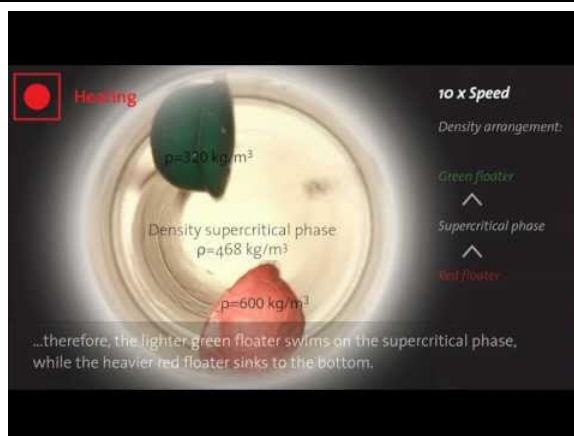 Heating
10 x Speed
Density arrangement:
ρ=320 kg/m³
Green floater
Density supercritical phase
ρ=468 kg/m³
Supercritical phase
Red floater
ρ=600 kg/m³
...therefore, the lighter green floater swims on the supercritical phase,
while the heavier red floater sinks to the bottom.